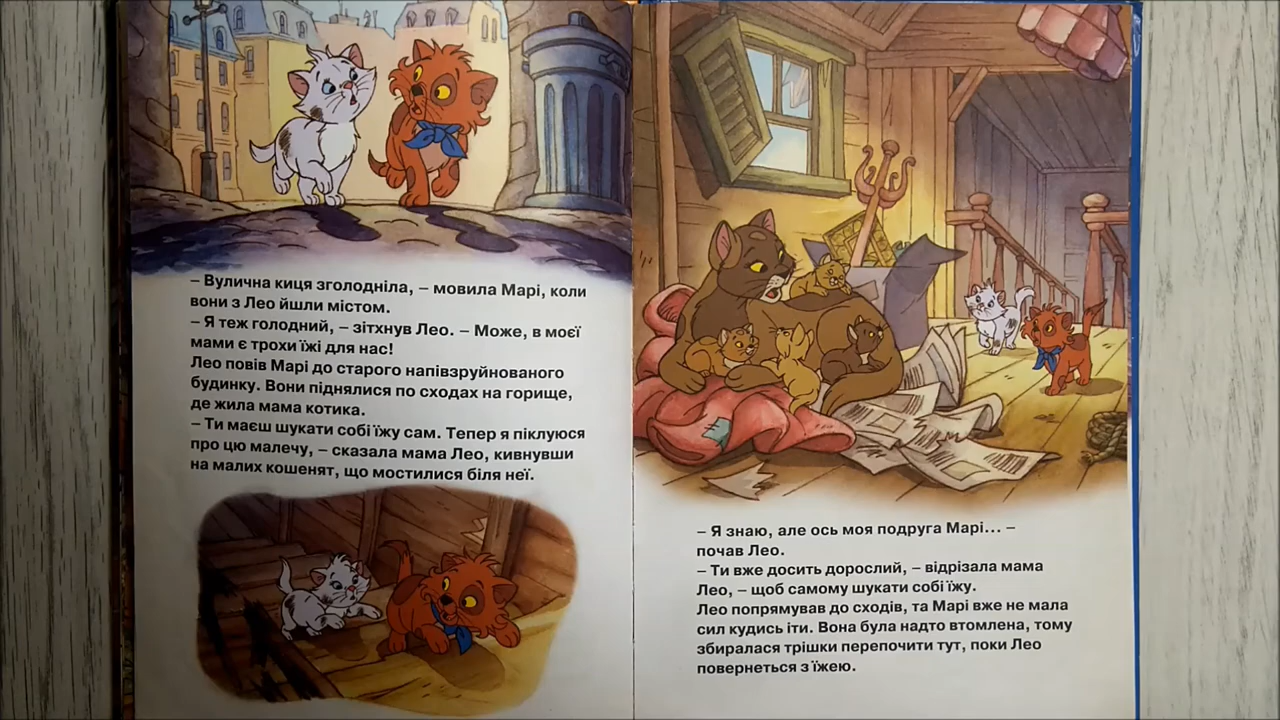 – Вулична киця зголодніла, – мовила Марі, коли
вони з Лео йшли містом.
– Я теж голодний, – зітхнув Лео. – Може, в моєї
мами є трохи їжі для нас!
Лео повів Марі до старого напівзруйнованого
будинку. Вони піднялися по сходах на горище,
де жила мама котика.
– Ти маєш шукати собі їжу сам. Тепер я піклуюся
про цю малечу, – сказала мама Лео, кивнувши
на малих кошенят, що мостилися біля неї.
– Я знаю, але ось моя подруга Марі... –
почав Лео.
– Ти вже досить дорослий, – відрізала мама
Лео, – щоб самому шукати собі їжу.
Лео попрямував до сходів, та Марі вже не мала
сил кудись іти. Вона була надто втомлена, тому
збиралася трішки перепочити тут, поки Лео
повернеться з їжею.